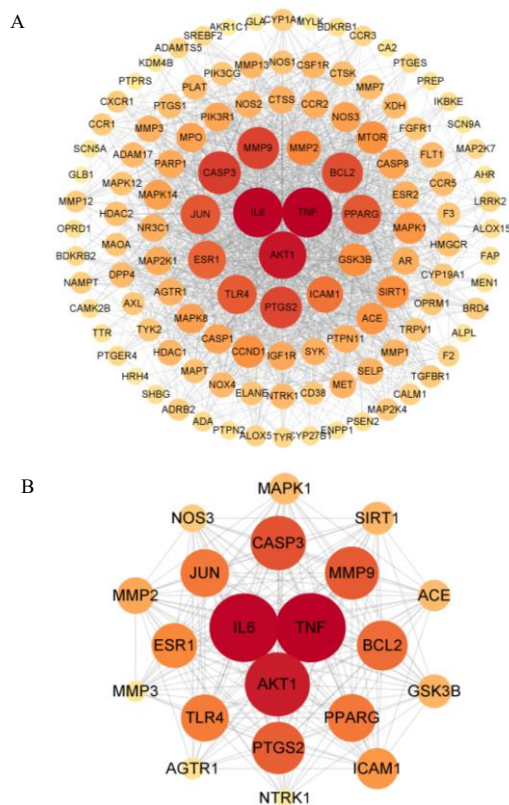 A
GLA CYP1A1 MYLK
AKR1C1 BDKRB1
SREBF2 CCR3
ADAMTS5 MMP13 NOS1 CSF1R CA2
KDM4B PIK3CG CTSK PTGES
PTPRS PLAT NOS2 CTSS CCR2 MMP7 PREP
CXCR1 PTGS1 PIK3R1 NOS3 XDH IKBKE
CCR1 MMP3 MPO MMP9 MMP2 MTOR FGFR1 SCN9A
SCN5A ADAM17 PARP1 CASP3 BCL2 CASP8 FLT1 MAP2K7
GLB1 MAPK12 MAPK14 ESR2 CCR5 AHR
MMP12 HDAC2 JUN IL6 TNF PPARG F3 LRRK2
OPRD1 NR3C1 MAPK1 ALOX15
BDKRB2 MAOA MAP2K1 ESR1 AKT1 GSK3B AR HMGCR FAP
NAMPT DPP4 AGTR1 TLR4 ICAM1 SIRT1 CYP19A1 MEN1
CAMK2B AXL PTGS2 ACE OPRM1 BRD4
TTR TYK2 MAPK8 TRPV1 ALPL
PTGER4 HDAC1 CASP1 CCND1 IGF1R SYK PTPN11 MMP1 F2
HRH4 MAPT SELP TGFBR1
SHBG NOX4 ELANE NTRK1 CD38 MET CALM1
ADRB2 MAP2K4
ADA PSEN2
PTPN2 ALOX5 TYR CYP27B1 ENPP1
B
MAPK1
NOS3 SIRT1
CASP3
JUN MMP9
MMP2 ACE
IL6 TNF
ESR1 BCL2
AKT1
MMP3 GSK3B
TLR4 PPARG
PTGS2
AGTR1 ICAM1
NTRK1